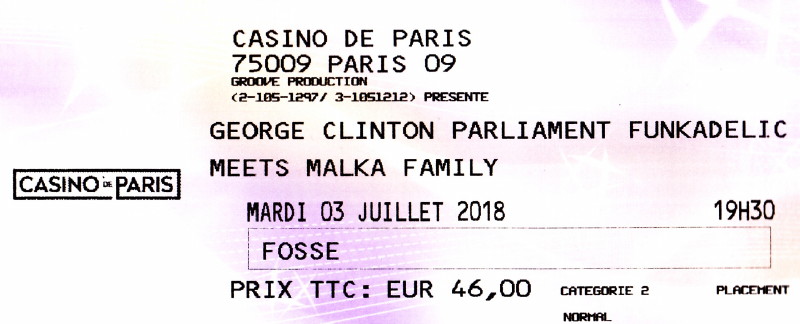 CASINO DE PARIS
75009 PARIS 09
GROOVE PRODUCTION
(2-105-1297/ 3-1051212) PRESENTE
GEORGE CLINTON PARLIAMENT FUNKADELIC
MEETS MALKA FAMILY
CASINO DE PARIS
MARDI 03 JUILLET 2018 19H30
FOSSE
PRIX TTC: EUR 46,00 CATEGORIE 2 PLACEMENT
NORMAL